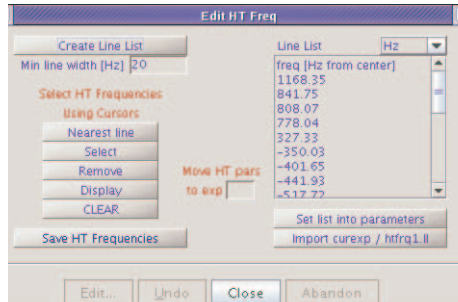 Edit HT Freq
Create Line List
Min line width [Hz] 20
Select HT Frequencies
Using Cursors
Nearest line
Select
Remove
Display
CLEAR
Save HT Frequencies
Move HT pars
to exp
Line List Hz
freq [Hz from center]
1168.35
841.75
808.07
778.04
327.33
-350.03
-401.65
-441.93
-517.72
Set list into parameters
Import curexp / htfrq1.ll
Edit... Undo Close Abandon